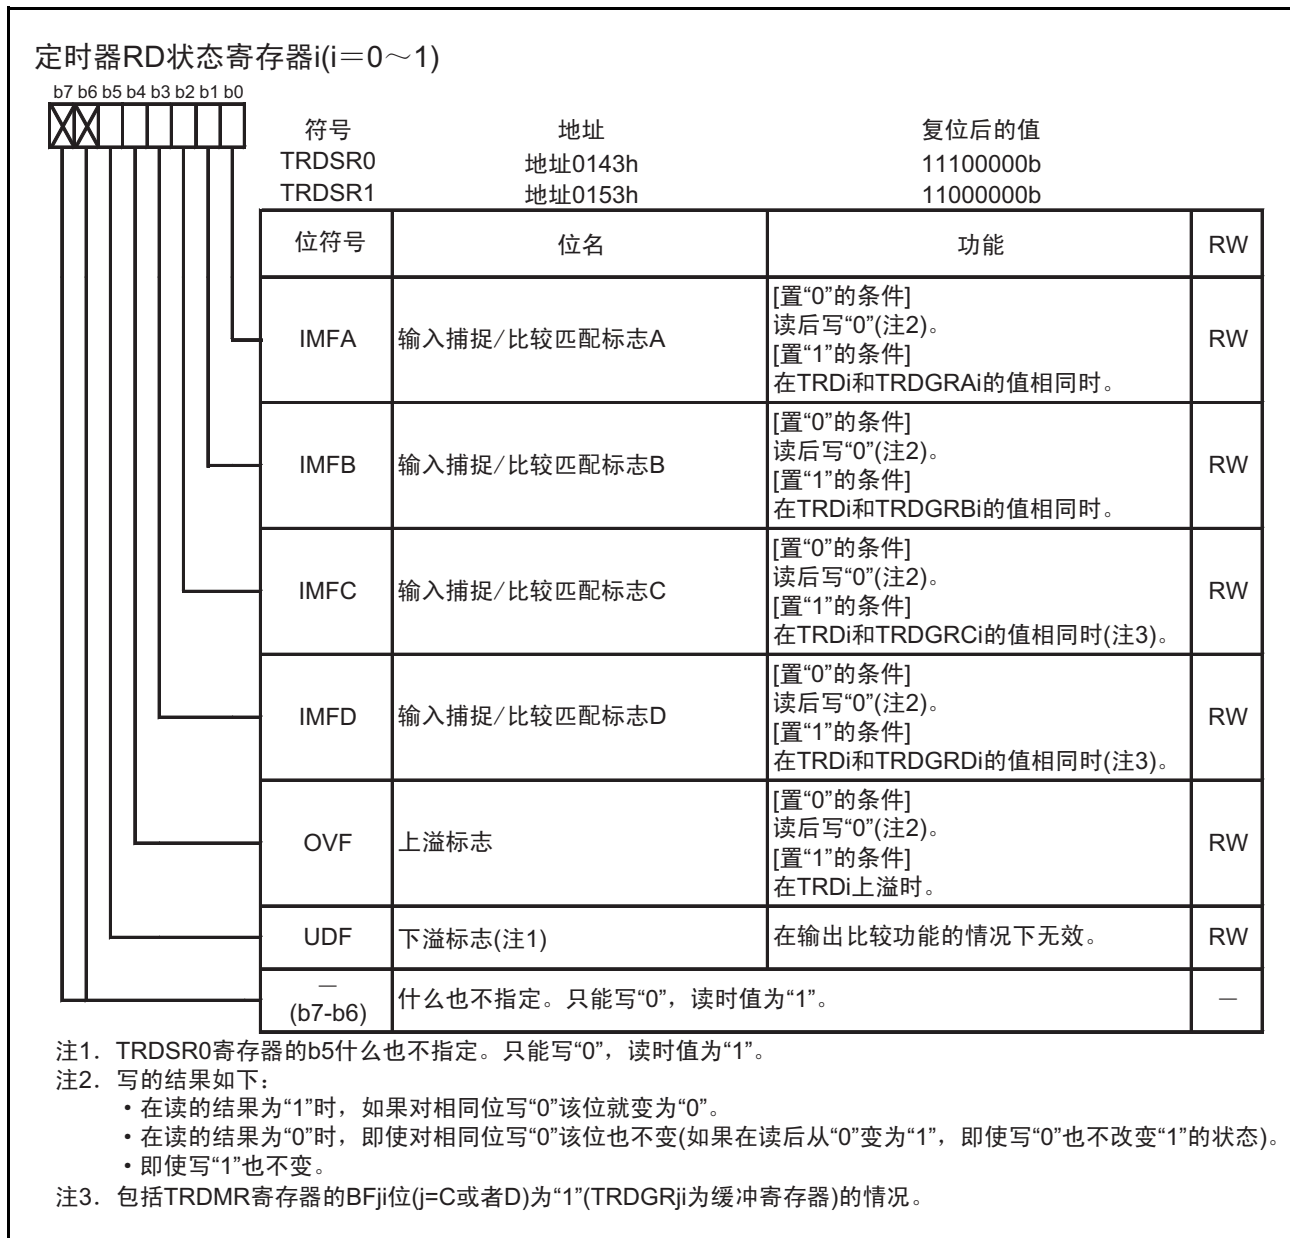 定时器RD状态寄存器i(i＝0～1)
b7 b6 b5 b4 b3 b2 b1 b0
符号 地址 复位后的值
TRDSR0 地址0143h 11100000b
TRDSR1 地址0153h 11000000b
位符号 位名 功能 RW
[置“0”的条件]
读后写“0”(注2)。
IMFA 输入捕捉/比较匹配标志A RW
[置“1”的条件]
在TRDi和TRDGRAi的值相同时。
[置“0”的条件]
读后写“0”(注2)。
IMFB 输入捕捉/比较匹配标志B RW
[置“1”的条件]
在TRDi和TRDGRBi的值相同时。
[置“0”的条件]
读后写“0”(注2)。
IMFC 输入捕捉/比较匹配标志C RW
[置“1”的条件]
在TRDi和TRDGRCi的值相同时(注3)。
[置“0”的条件]
读后写“0”(注2)。
IMFD 输入捕捉/比较匹配标志D RW
[置“1”的条件]
在TRDi和TRDGRDi的值相同时(注3)。
[置“0”的条件]
读后写“0”(注2)。
OVF 上溢标志 RW
[置“1”的条件]
在TRDi上溢时。
UDF 下溢标志(注1) 在输出比较功能的情况下无效。 RW
—
(b7-b6) 什么也不指定。只能写“0”，读时值为“1”。 —
注1．TRDSR0寄存器的b5什么也不指定。只能写“0”，读时值为“1”。
注2．写的结果如下：
・在读的结果为“1”时，如果对相同位写“0”该位就变为“0”。
・在读的结果为“0”时，即使对相同位写“0”该位也不变(如果在读后从“0”变为“1”，即使写“0”也不改变“1”的状态)。
・即使写“1”也不变。
注3．包括TRDMR寄存器的BFji位(j=C或者D)为“1”(TRDGRji为缓冲寄存器)的情况。